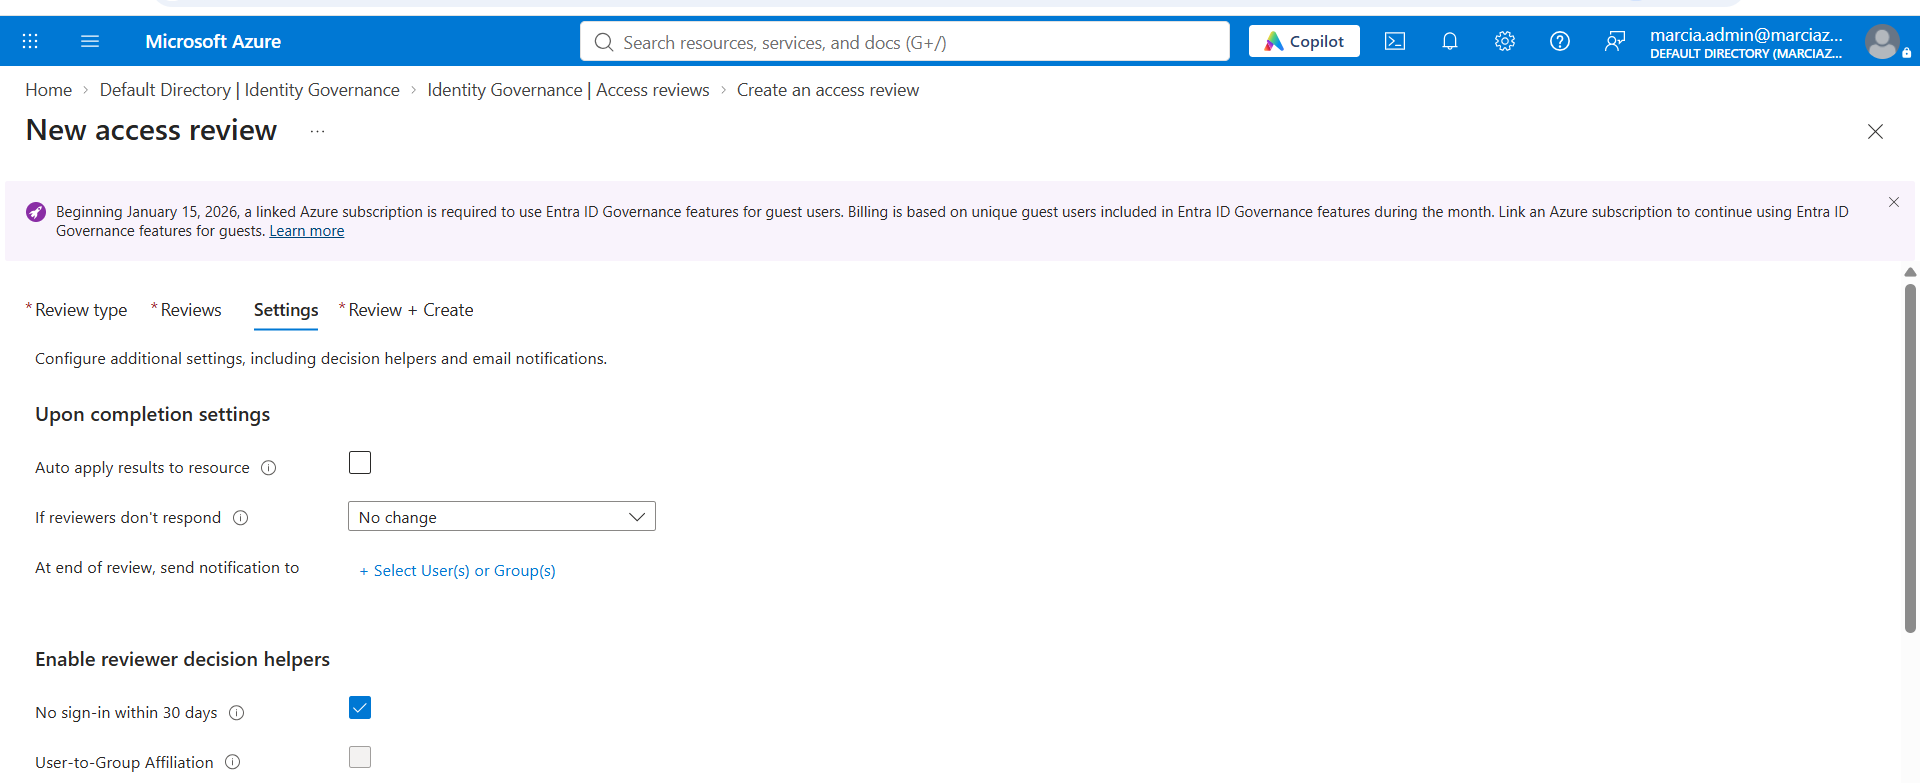 Microsoft Azure
Search resources, services, and docs (G+/)
Copilot
marcia.admin@marciaz...
DEFAULT DIRECTORY (MARCIAZ...
Home > Default Directory | Identity Governance > Identity Governance | Access reviews > Create an access review
New access review ...
Beginning January 15, 2026, a linked Azure subscription is required to use Entra ID Governance features for guest users. Billing is based on unique guest users included in Entra ID Governance features during the month. Link an Azure subscription to continue using Entra ID
Governance features for guests. Learn more
* Review type * Reviews Settings * Review + Create
Configure additional settings, including decision helpers and email notifications.
Upon completion settings
Auto apply results to resource
If reviewers don't respond No change
At end of review, send notification to + Select User(s) or Group(s)
Enable reviewer decision helpers
No sign-in within 30 days
User-to-Group Affiliation